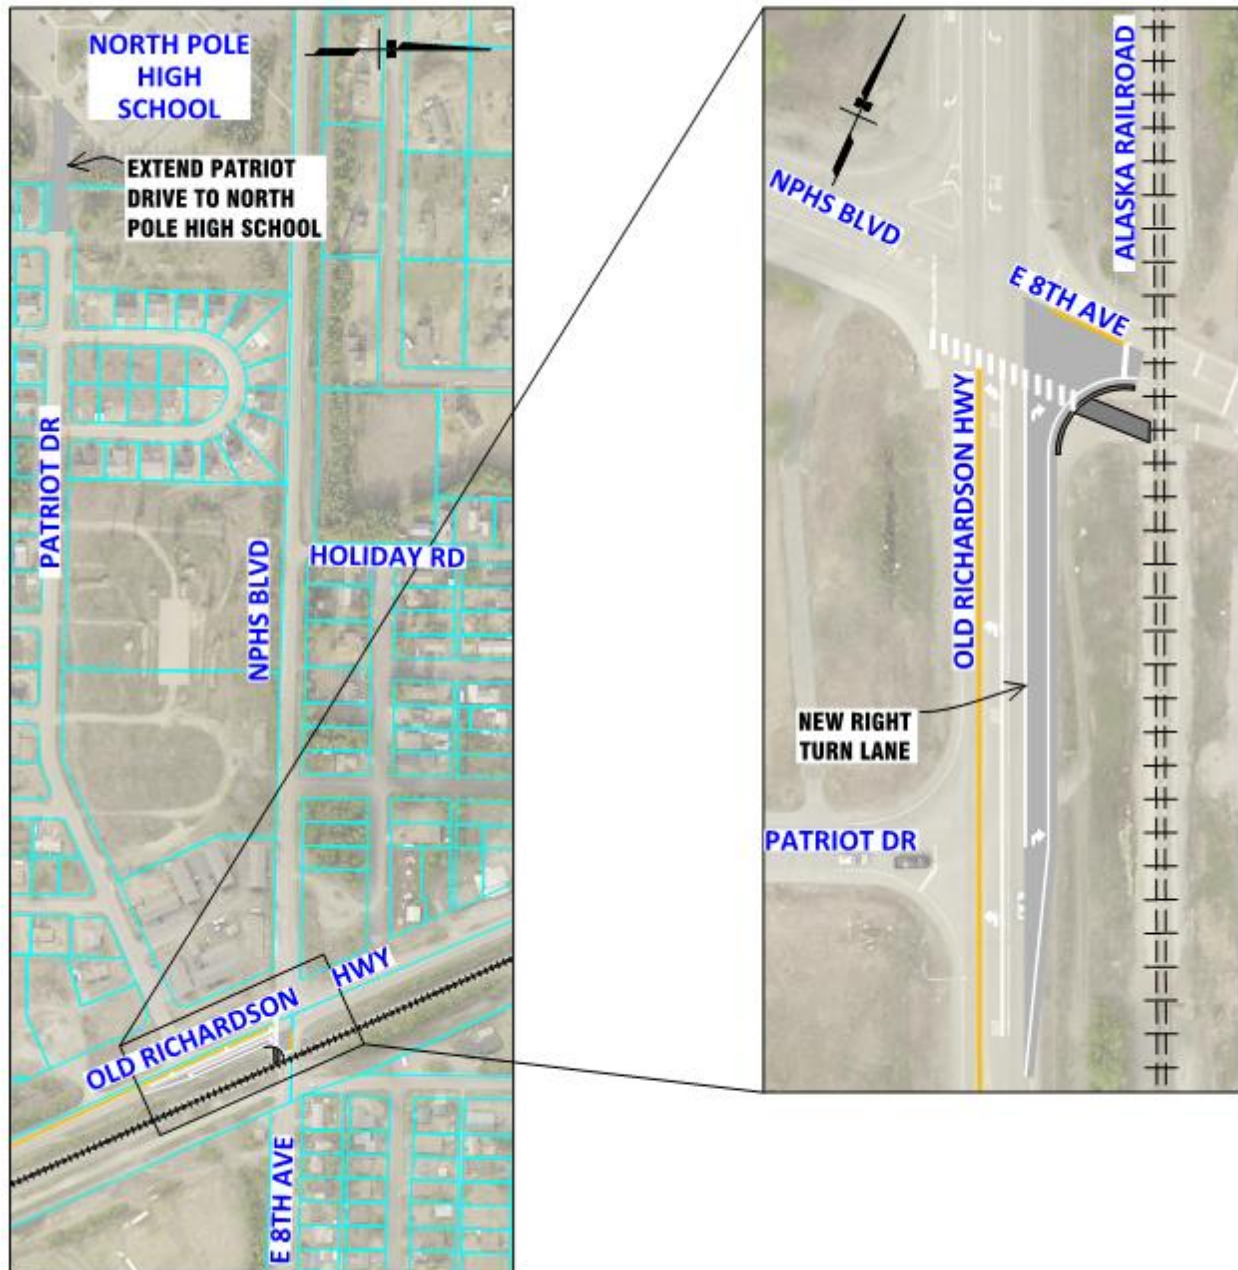 NORTH POLE
HIGH
SCHOOL
EXTEND PATRIOT
DRIVE TO NORTH
POLE HIGH SCHOOL
PATRIOT DR
NPHS BLVD
HOLIDAY RD
OLD RICHARDSON HWY
E 8TH AVE
NPHS BLVD
ALASKA RAILROAD
E 8TH AVE
OLD RICHARDSON HWY
NEW RIGHT
TURN LANE
PATRIOT DR